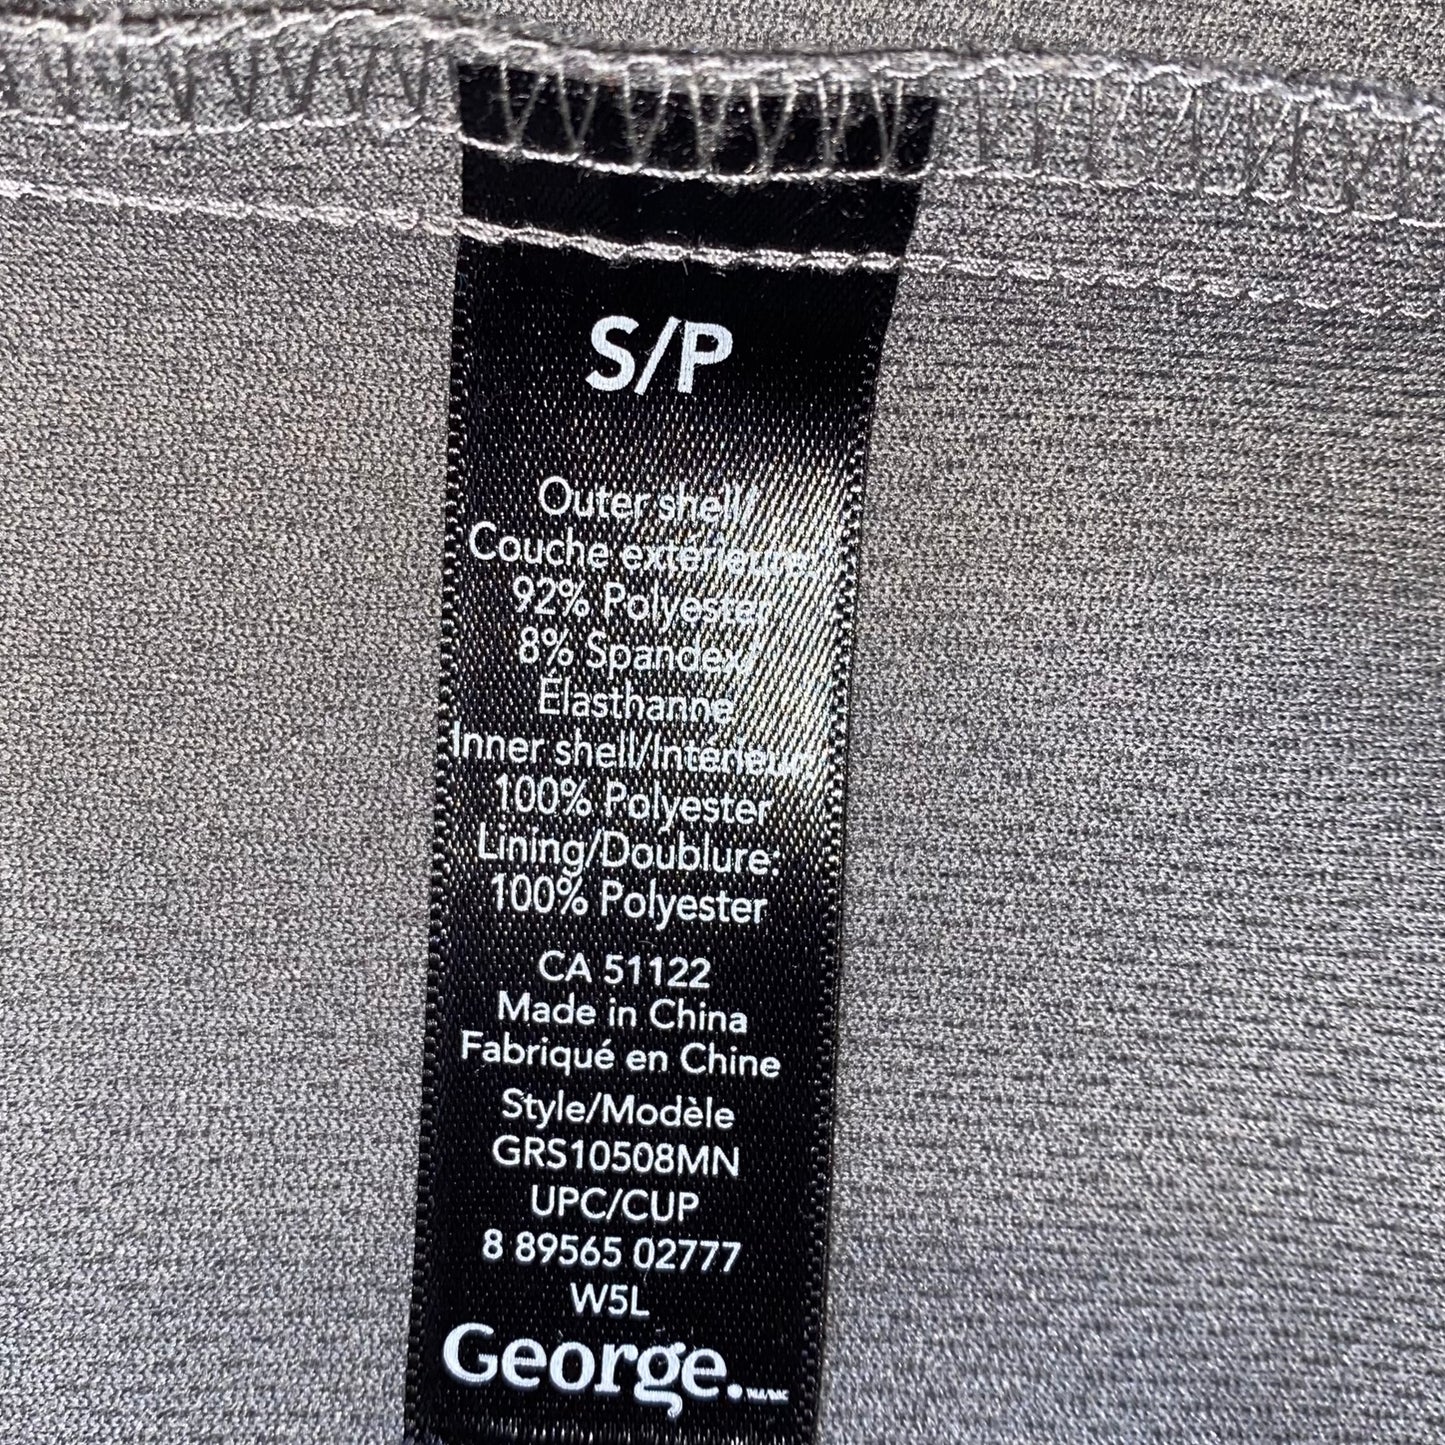 S/P
Outer shell/
Couche extérieure:
92% Polyester
8% Spandex/
Élasthanne
Inner shell/Intérieur:
100% Polyester
Lining/Doublure:
100% Polyester
CA 51122
Made in China
Fabriqué en Chine
Style/Modèle
GRS10508MN
UPC/CUP
8 89565 02777
W5L
George.